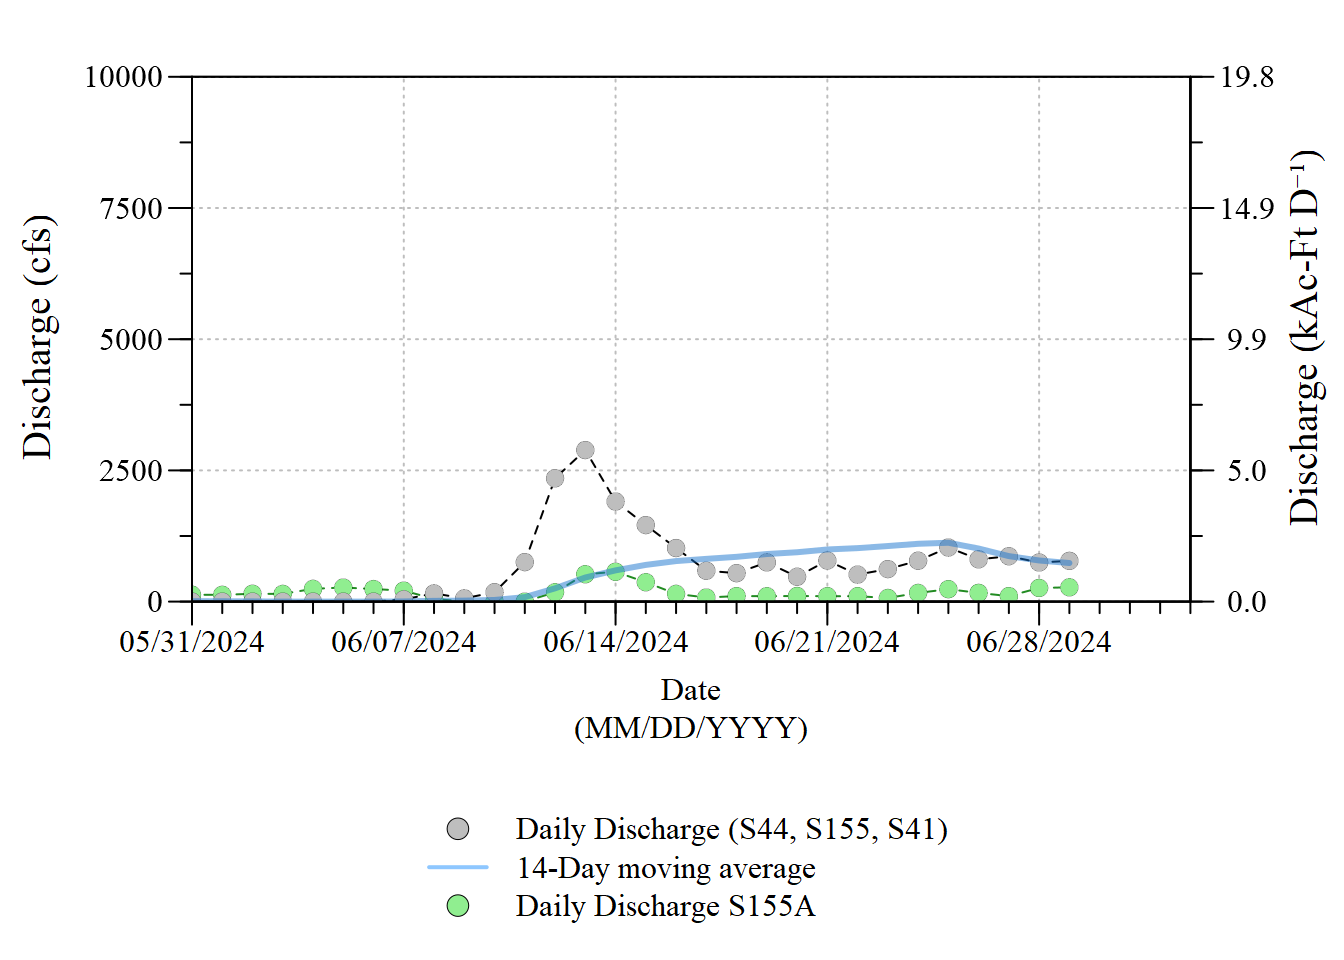 10000
7500
5000
2500
0
Discharge (cfs)
19.8
14.9
9.9
5.0
0.0
Discharge (kAc-Ft D⁻¹)
05/31/2024 06/07/2024 06/14/2024 06/21/2024 06/28/2024
Date
(MM/DD/YYYY)
Daily Discharge (S44, S155, S41)
14-Day moving average
Daily Discharge S155A